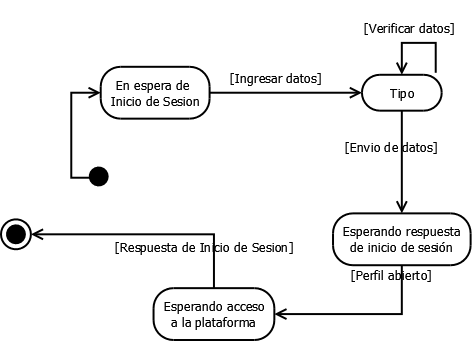 [Verificar datos]
En espera de
Inicio de Sesion
[Ingresar datos]
Tipo
[Envio de datos]
Esperando respuesta
de inicio de sesión
[Respuesta de Inicio de Sesion]
[Perfil abierto]
Esperando acceso
a la plataforma